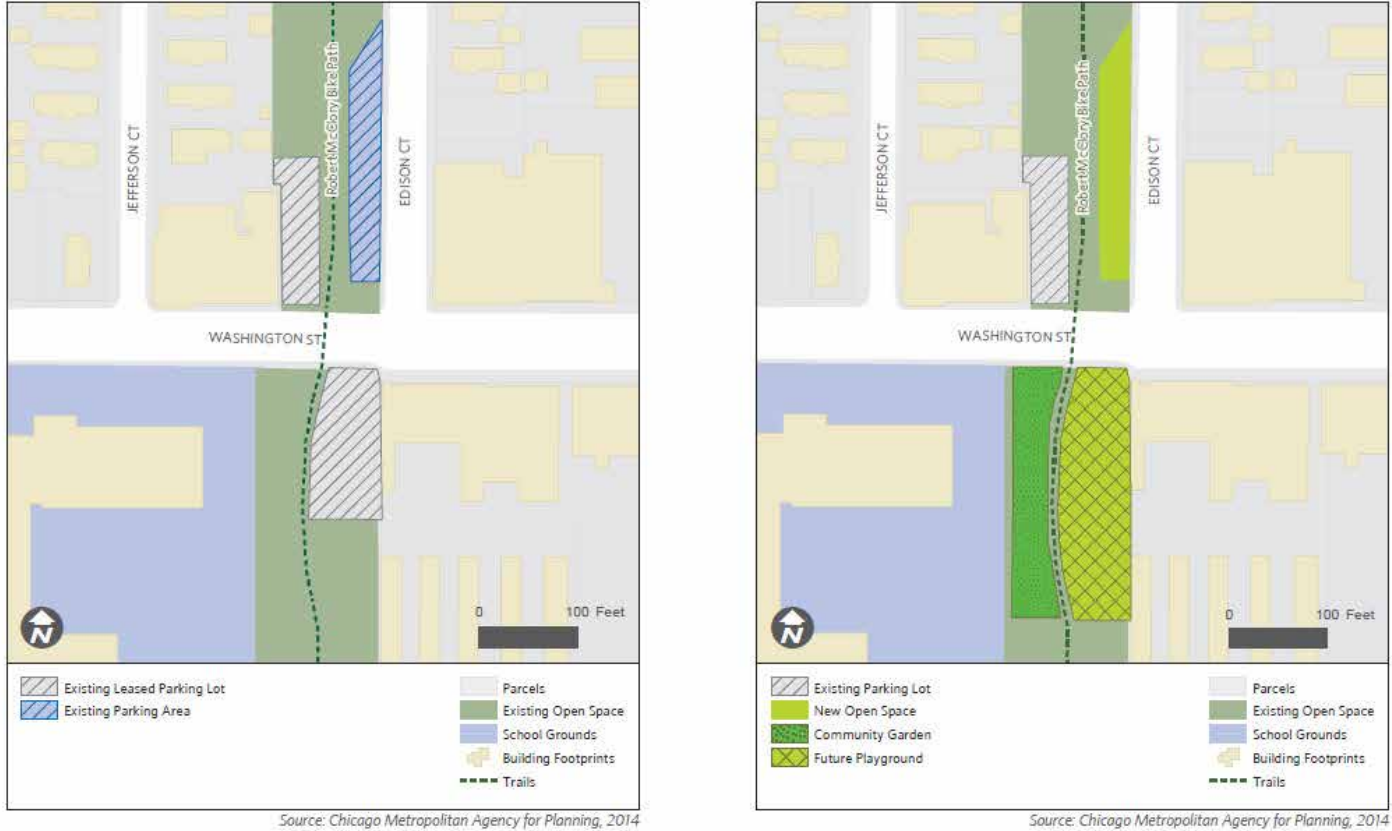 JEFFERSON CT
Robert McClory Bike Path
EDISON CT
WASHINGTON ST
N
0 100 Feet
Existing Leased Parking Lot
Existing Parking Area
Parcels
Existing Open Space
School Grounds
Building Footprints
Trails
Source: Chicago Metropolitan Agency for Planning, 2014
JEFFERSON CT
Robert McClory Bike Path
EDISON CT
WASHINGTON ST
N
0 100 Feet
Existing Parking Lot
New Open Space
Community Garden
Future Playground
Parcels
Existing Open Space
School Grounds
Building Footprints
Trails
Source: Chicago Metropolitan Agency for Planning, 2014